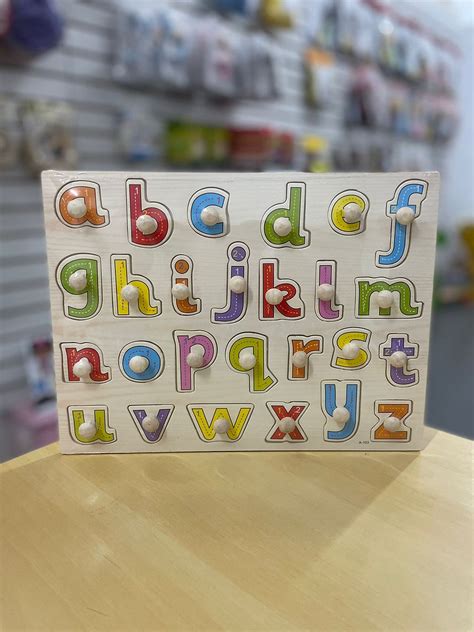 a b c d e f
g h i j k l m
n o p q r s t
u v w x y z